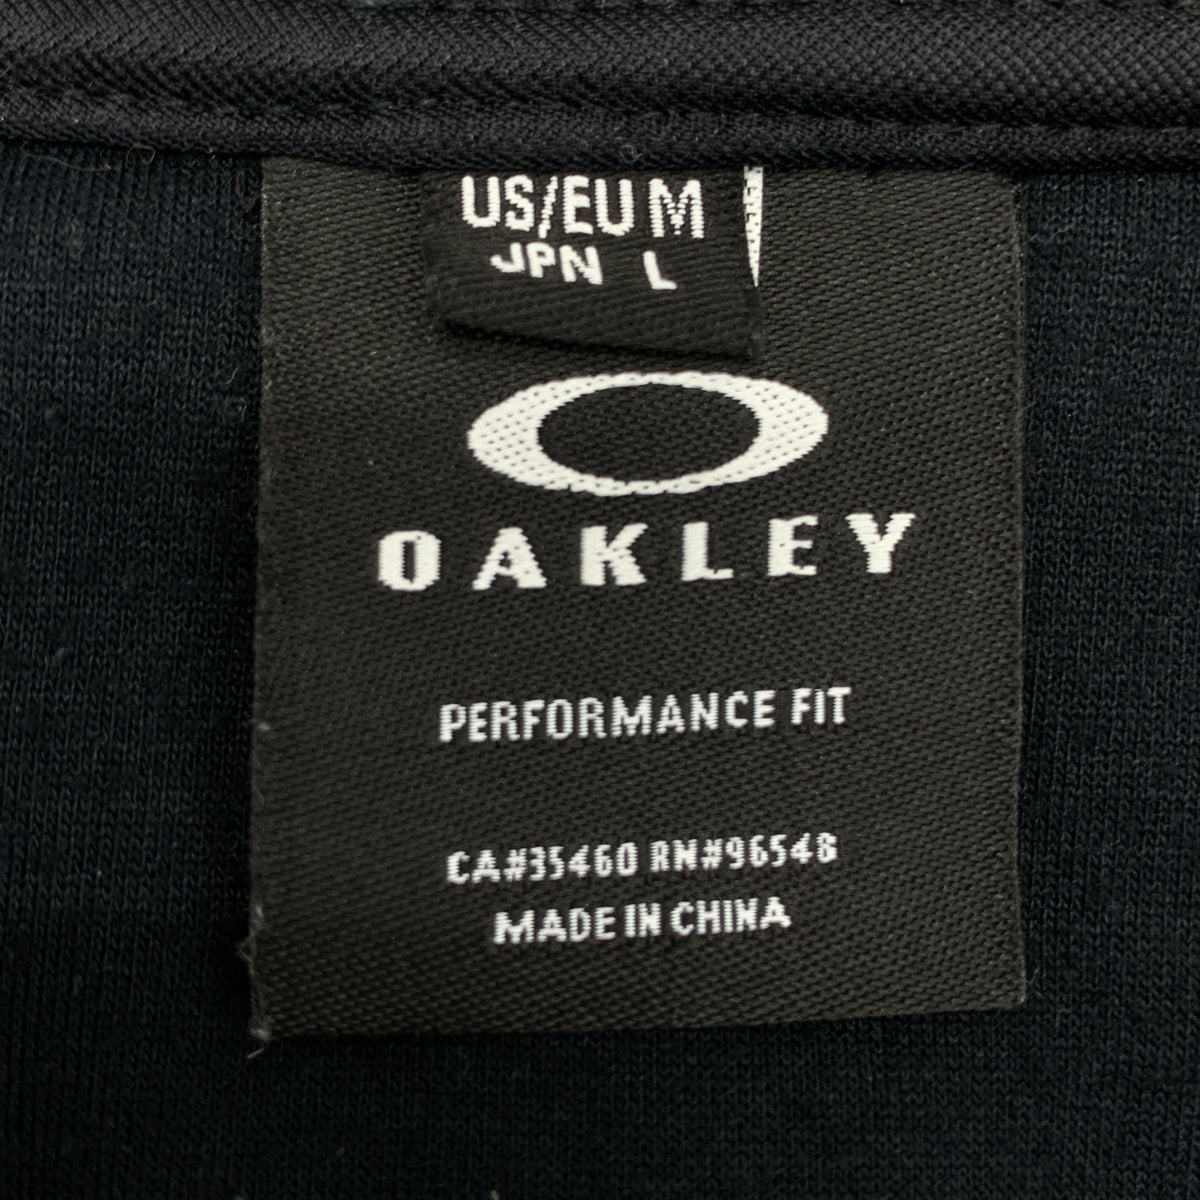 US/EU M
JPN L
OAKLEY
PERFORMANCE FIT
CA#35460 RN#96548
MADE IN CHINA